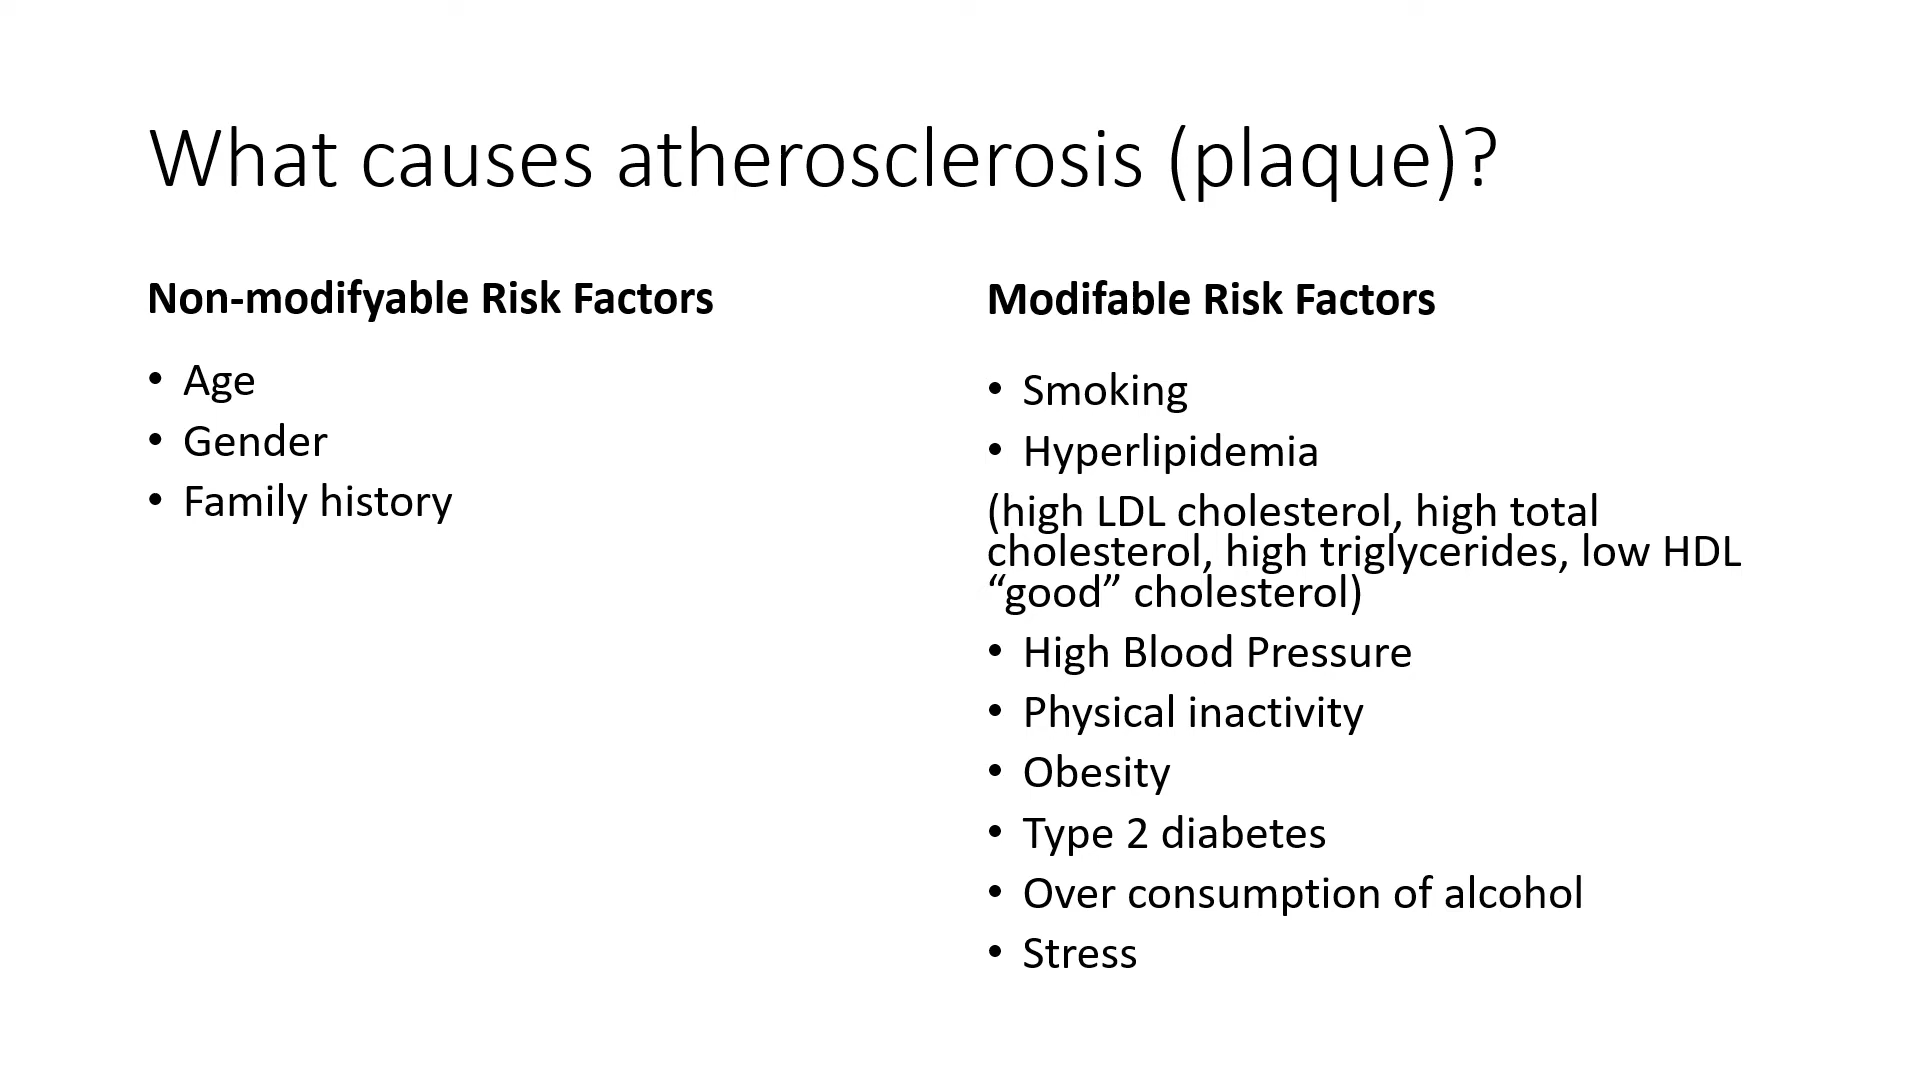 What causes atherosclerosis (plaque)?
Non-modifyable Risk Factors
• Age
• Gender
• Family history
Modifable Risk Factors
• Smoking
• Hyperlipidemia
(high LDL cholesterol, high total
cholesterol, high triglycerides, low HDL
“good” cholesterol)
• High Blood Pressure
• Physical inactivity
• Obesity
• Type 2 diabetes
• Over consumption of alcohol
• Stress